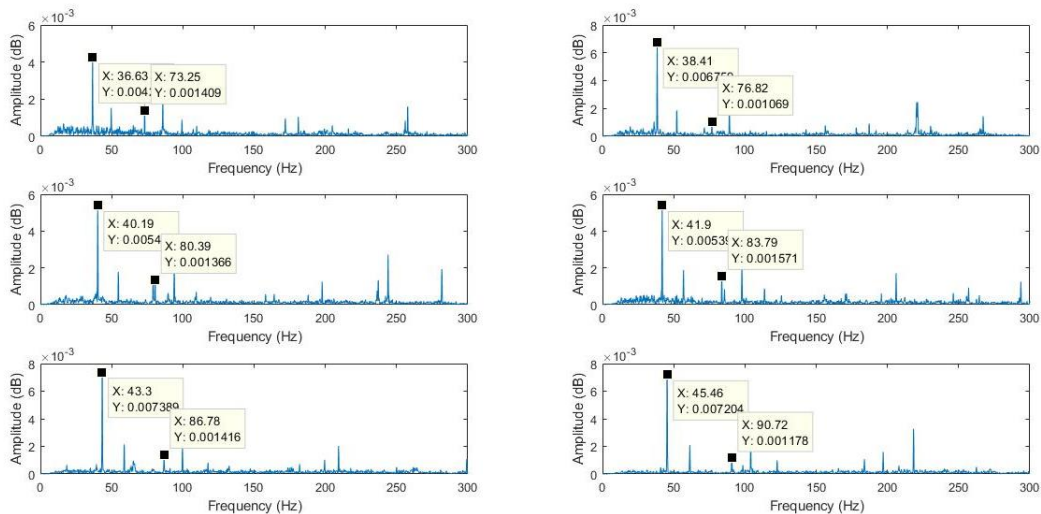 ×10⁻³
6
4
2
0
Amplitude (dB)
X: 36.63
X: 73.25
Y: 0.001409
0 50 100 150 200 250 300
Frequency (Hz)
×10⁻³
8
6
4
2
0
Amplitude (dB)
X: 38.41
Y: 0.006759
X: 76.82
Y: 0.001069
0 50 100 150 200 250 300
Frequency (Hz)
×10⁻³
6
4
2
0
Amplitude (dB)
X: 40.19
Y: 0.0054
X: 80.39
Y: 0.001366
0 50 100 150 200 250 300
Frequency (Hz)
×10⁻³
6
4
2
0
Amplitude (dB)
X: 41.9
Y: 0.00539
X: 83.79
Y: 0.001571
0 50 100 150 200 250 300
Frequency (Hz)
×10⁻³
8
6
4
2
0
Amplitude (dB)
X: 43.3
Y: 0.007389
X: 86.78
Y: 0.001416
0 50 100 150 200 250 300
Frequency (Hz)
×10⁻³
8
6
4
2
0
Amplitude (dB)
X: 45.46
Y: 0.007204
X: 90.72
Y: 0.001178
0 50 100 150 200 250 300
Frequency (Hz)